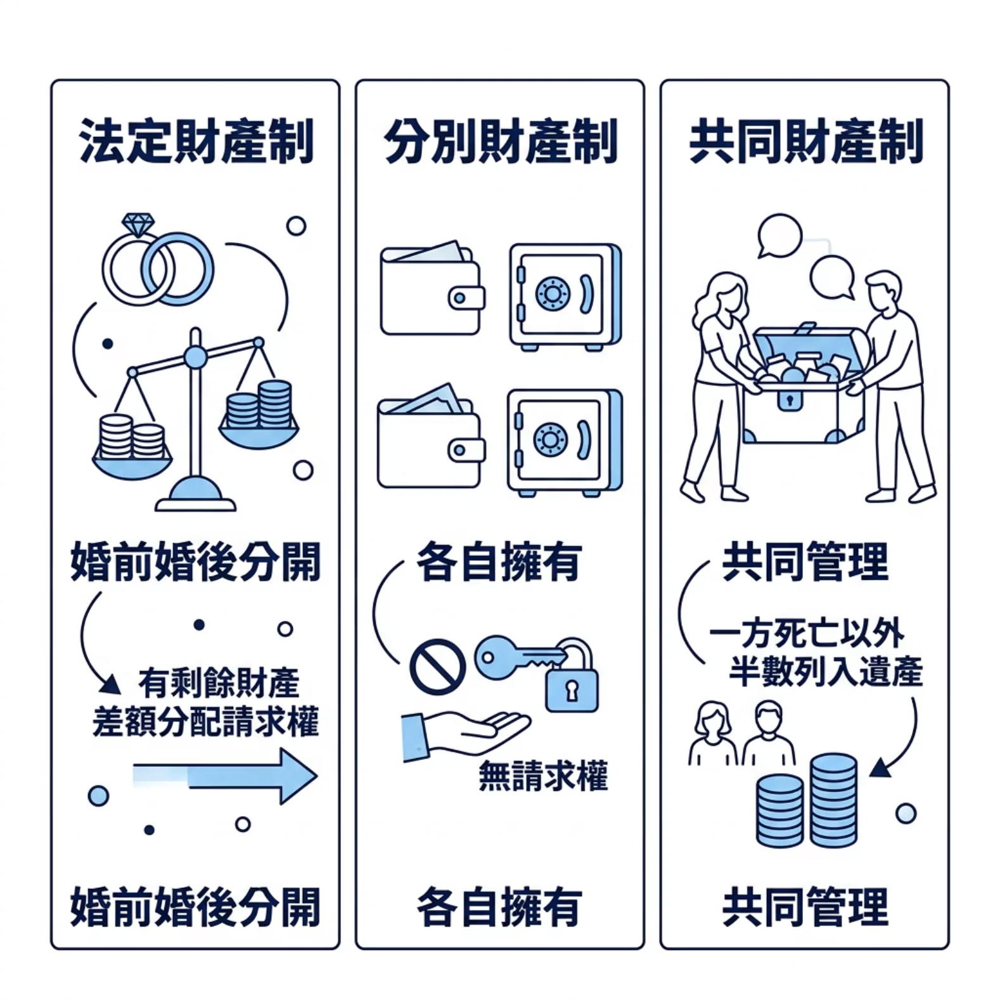 法定財產制
婚前婚後分開
有剩餘財產
差額分配請求權
婚前婚後分開
分別財產制
各自擁有
無請求權
各自擁有
共同財產制
共同管理
一方死亡以外
半數列入遺產
共同管理